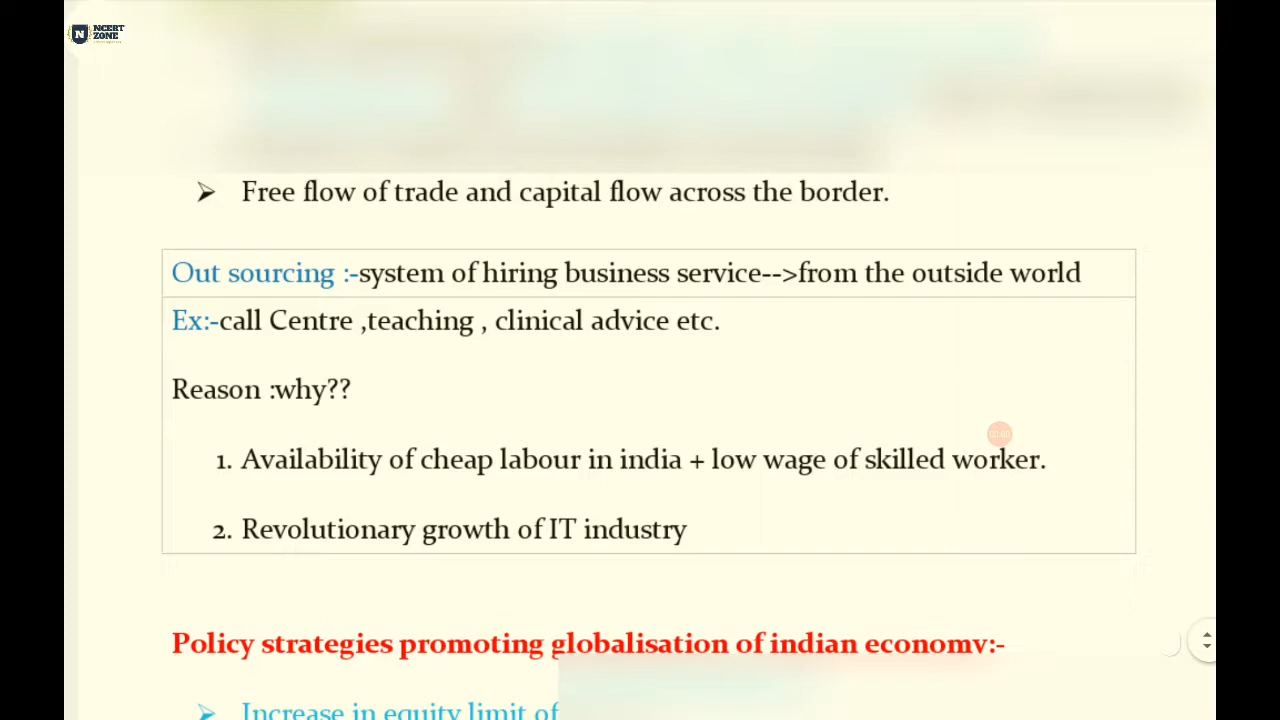 N
NCERT
ZONE
➢ Free flow of trade and capital flow across the border.
Out sourcing :-system of hiring business service-->from the outside world
Ex:-call Centre ,teaching , clinical advice etc.
Reason :why??
1. Availability of cheap labour in india + low wage of skilled worker.
2. Revolutionary growth of IT industry
Policy strategies promoting globalisation of indian economy:-
➢ Increase in equity limit of